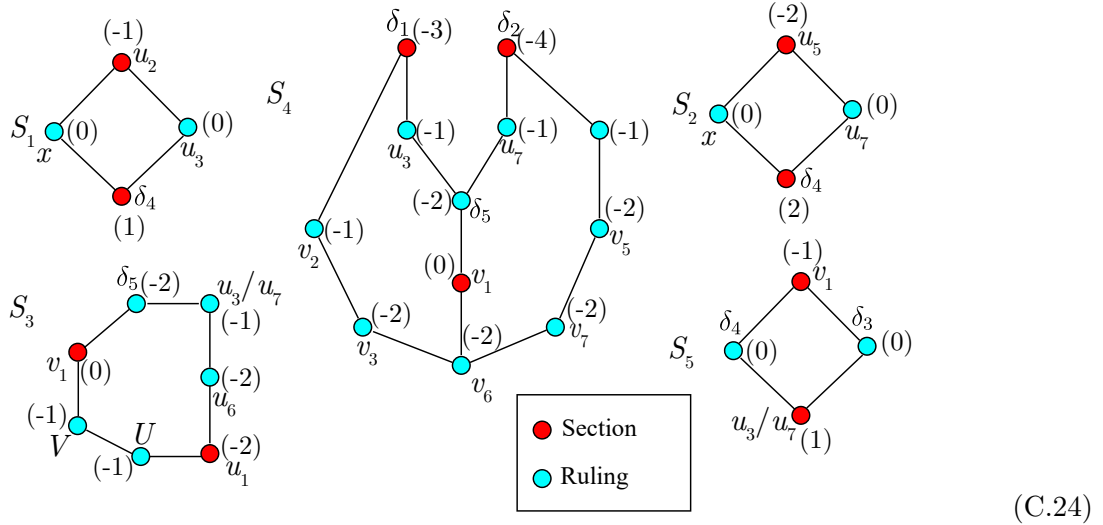 δ₁ (-3)
δ₂ (-4)
(-1)
u₂
S₁ (0)
x
(0)
u₃
δ₄
(1)
S₄
(-1)
u₃
(-1)
u₇
(-1)
(-2) δ₅
(-1)
v₂
(-2)
v₅
(0) v₁
(-2)
v₃
(-2)
v₆
(-2)
v₇
(-2)
u₅
S₂ (0)
x
(0)
u₇
δ₄
(2)
S₃
δ₅ (-2)
u₃/u₇
(-1)
v₁ (0)
(-2)
u₆
(-1)
V
U
(-1)
(-2)
u₁
(-1)
v₁
S₅
δ₄
(0)
δ₃
(0)
u₃/u₇
(1)
Section
Ruling
(C.24)